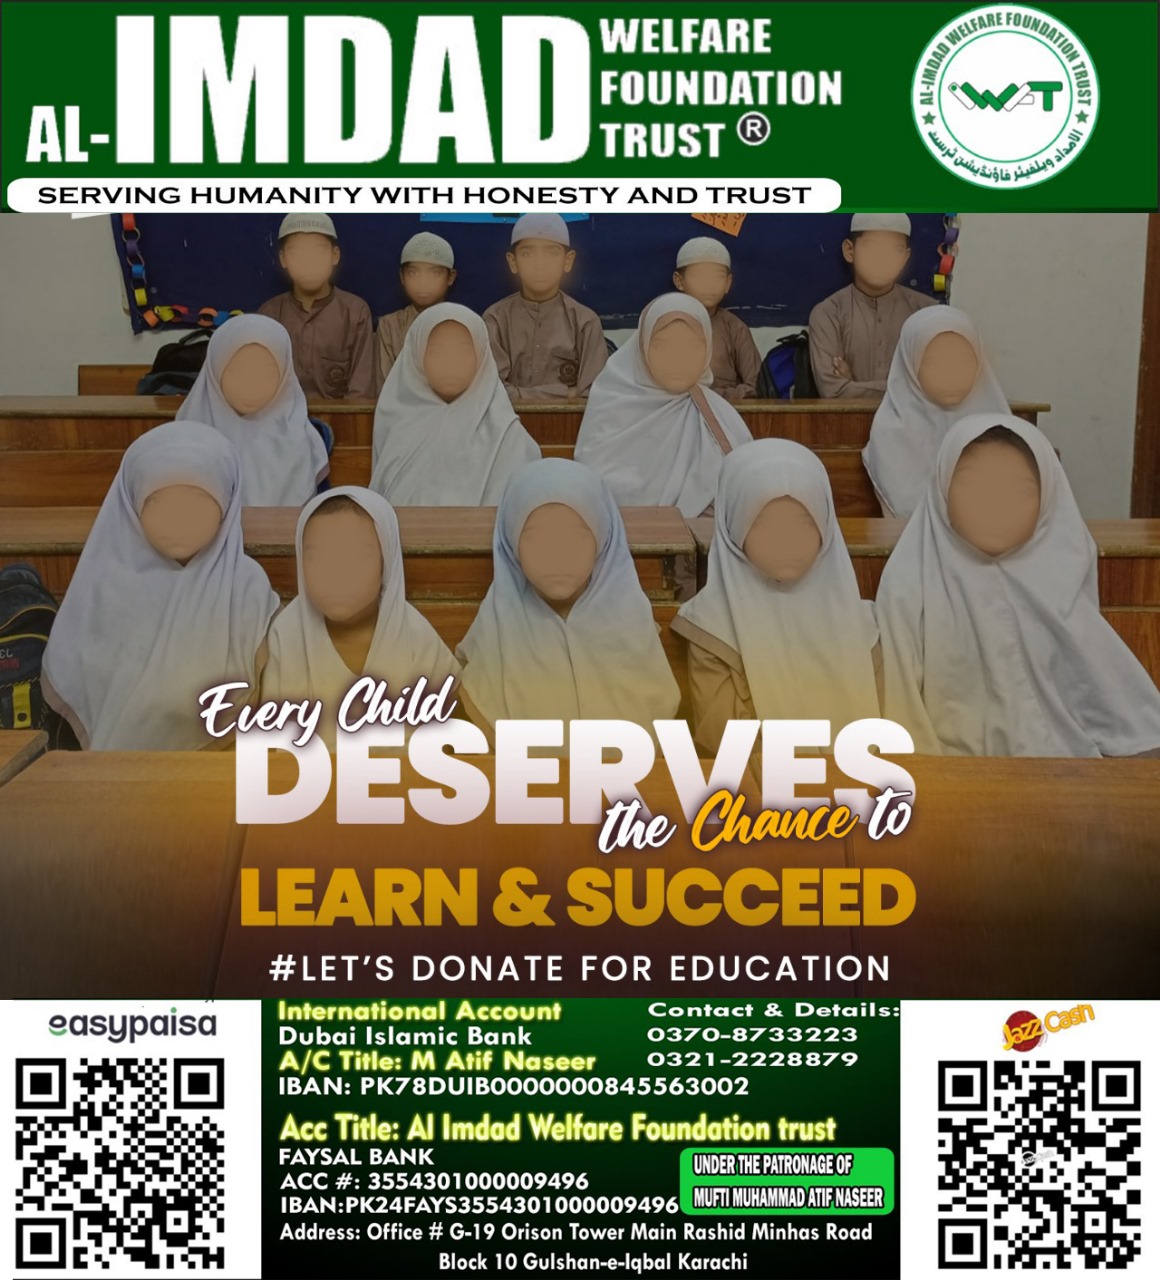 AL-IMDAD WELFARE
FOUNDATION
TRUST ®
SERVING HUMANITY WITH HONESTY AND TRUST
AL-IMDAD WELFARE FOUNDATION TRUST
IWFT
الامداد ویلفیئر فاؤنڈیشن ٹرسٹ
Every Child
DESERVES
the Chance to
LEARN & SUCCEED
#LET'S DONATE FOR EDUCATION
easypaisa
International Account
Dubai Islamic Bank
A/C Title: M Atif Naseer
IBAN: PK78DUIB0000000845563002
Contact & Details:
0370-8733223
0321-2228879
Acc Title: Al Imdad Welfare Foundation trust
FAYSAL BANK
ACC #: 3554301000009496
IBAN:PK24FAYS3554301000009496
UNDER THE PATRONAGE OF
MUFTI MUHAMMAD ATIF NASEER
Address: Office # G-19 Orison Tower Main Rashid Minhas Road
Block 10 Gulshan-e-Iqbal Karachi
Jazz Cash